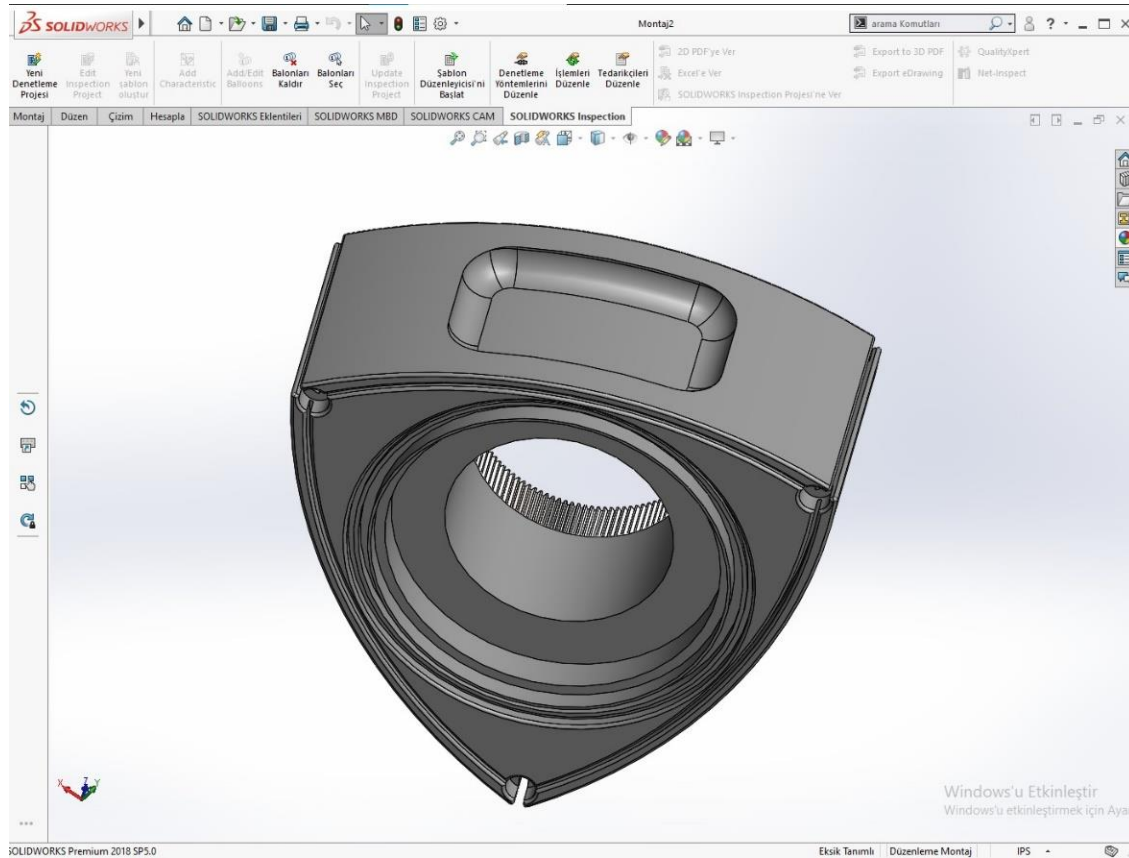 SOLIDWORKS
Montaj2
arama Komutları
Yeni Denetleme Projesi
Edit Inspection Project
Yeni şablon oluştur
Add Characteristic
Add/Edit Balloons
Balonları Kaldır
Balonları Seç
Update Inspection Project
Şablon Düzenleyicisi'ni Başlat
Denetleme Yöntemlerini Düzenle
İşlemleri Düzenle
Tedarikçileri Düzenle
2D PDF'ye Ver
Excel'e Ver
SOLIDWORKS Inspection Projesi'ne Ver
Export to 3D PDF
Export eDrawing
QualityXpert
Net-Inspect
Montaj
Düzen
Çizim
Hesapla
SOLIDWORKS Eklentileri
SOLIDWORKS MBD
SOLIDWORKS CAM
SOLIDWORKS Inspection
X
Z
Y
Windows'u Etkinleştir
Windows'u etkinleştirmek için Aya
SOLIDWORKS Premium 2018 SP5.0
Eksik Tanımlı
Düzenleme Montaj
IPS